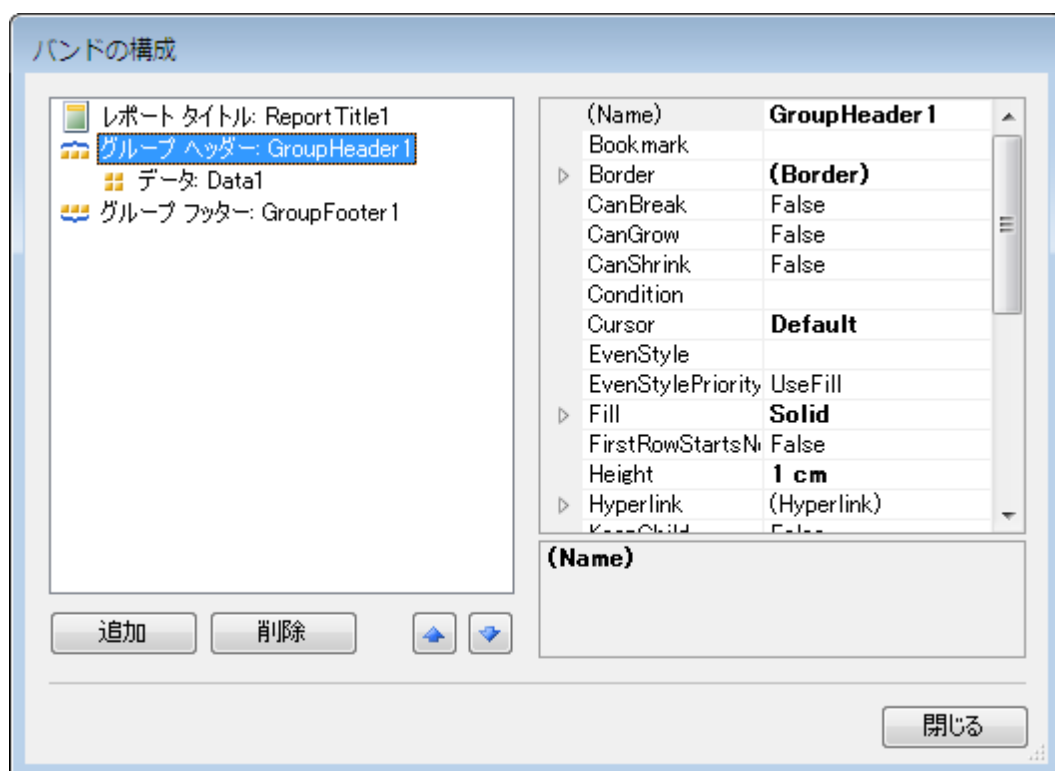 バンドの構成
レポート タイトル: ReportTitle1
グループ ヘッダー: GroupHeader1
データ: Data1
グループ フッター: GroupFooter1
追加
削除
(Name) GroupHeader1
Bookmark
Border (Border)
CanBreak False
CanGrow False
CanShrink False
Condition
Cursor Default
EvenStyle
EvenStylePriority UseFill
Fill Solid
FirstRowStartsN False
Height 1 cm
Hyperlink (Hyperlink)
KeepChild False
(Name)
閉じる